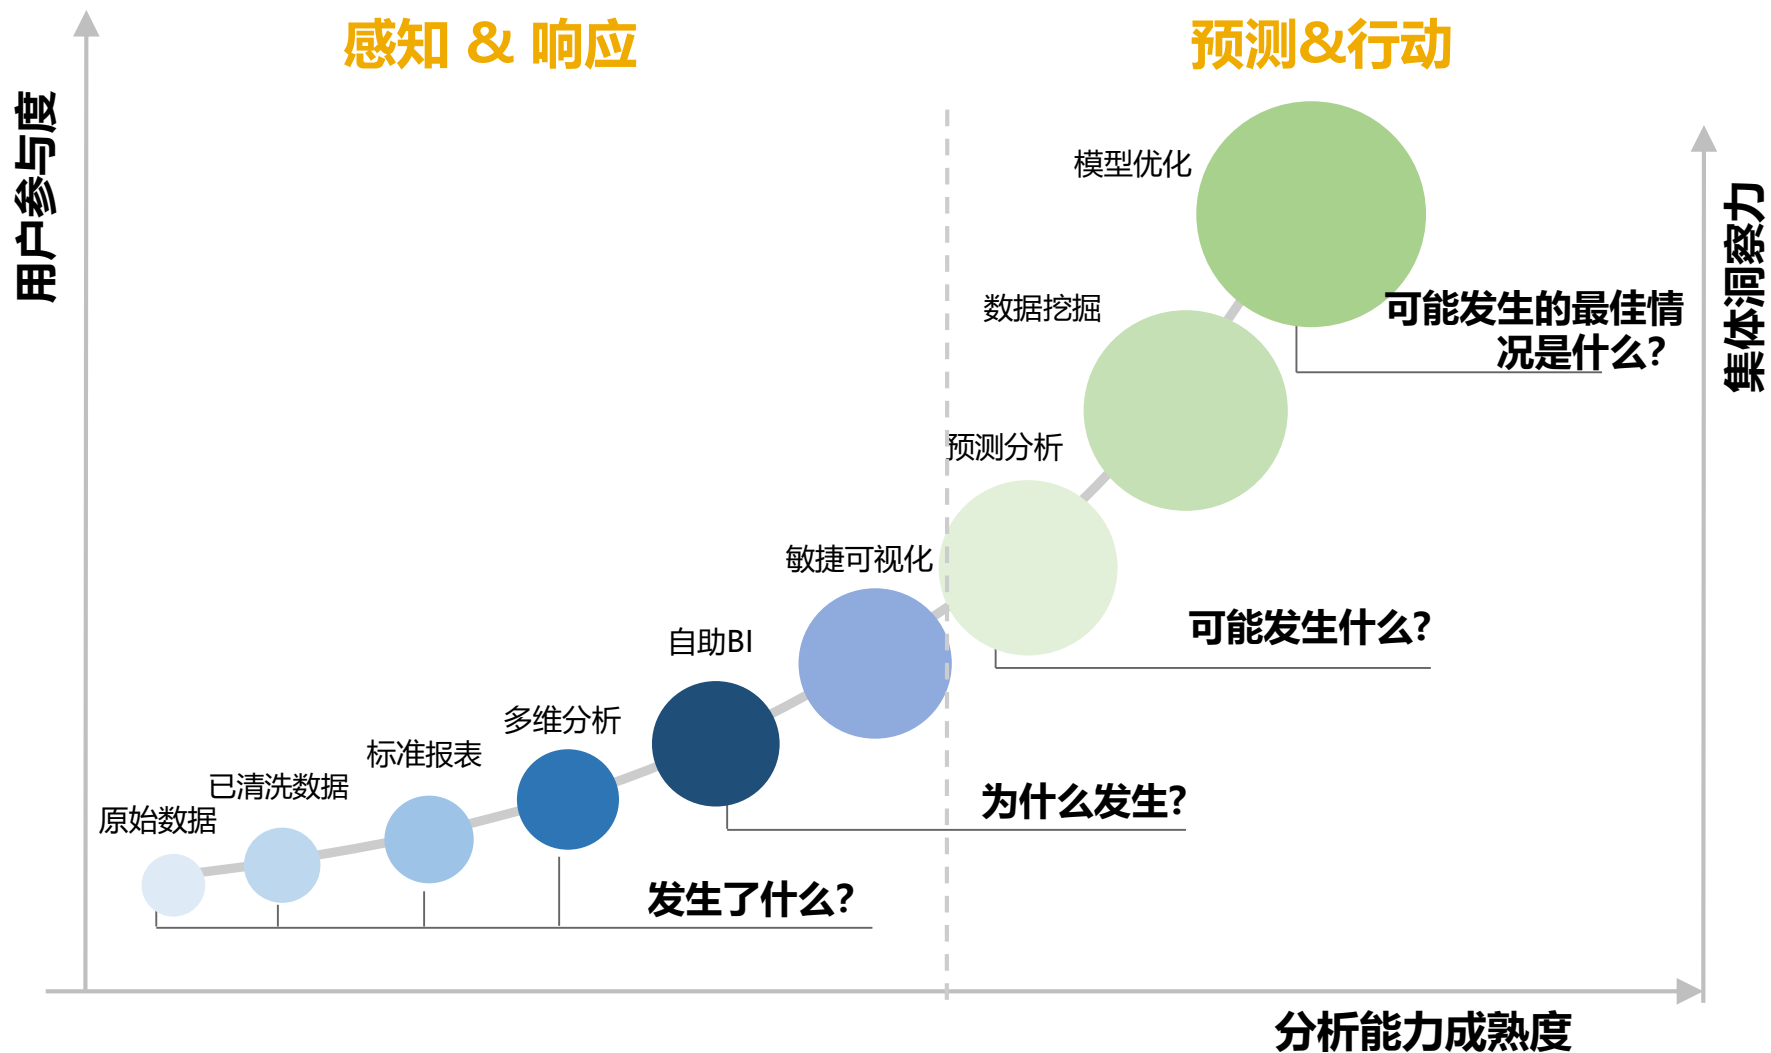 感知 & 响应
预测&行动
用户参与度
集体洞察力
模型优化
数据挖掘
可能发生的最佳情
况是什么?
预测分析
敏捷可视化
可能发生什么?
自助BI
多维分析
标准报表
已清洗数据
原始数据
为什么发生?
发生了什么?
分析能力成熟度